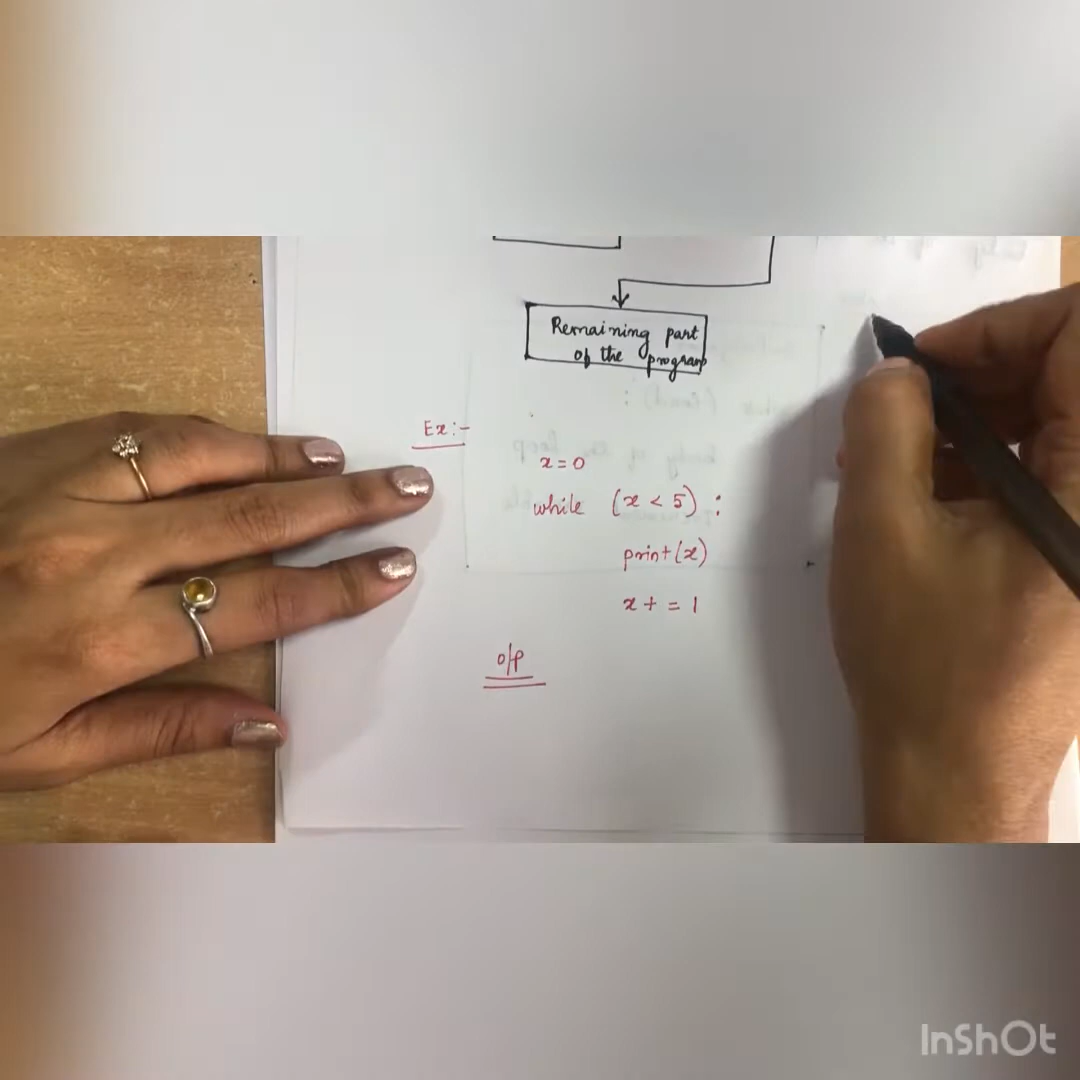 Remaining part
of the program
Ex:-
x=0
while (x < 5) :
print(x)
x+ = 1
o/p
InShOt